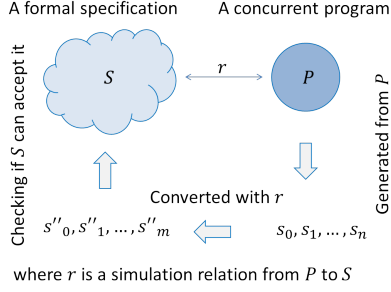 A formal specification
A concurrent program
Checking if S can accept it
S
r
P
Generated from P
Converted with r
s''₀, s''₁, ..., s''ₘ
s₀, s₁, ..., sₙ
where r is a simulation relation from P to S